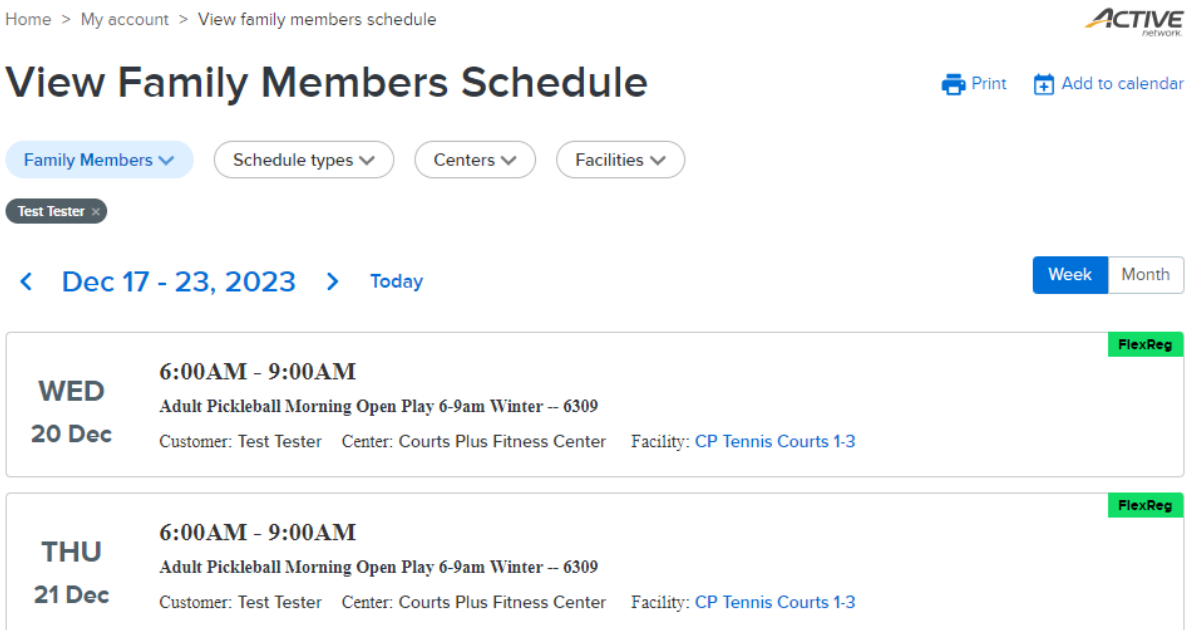 Home > My account > View family members schedule
ACTIVE
network.
View Family Members Schedule
Print
Add to calendar
Family Members
Schedule types
Centers
Facilities
Test Tester ×
Dec 17 - 23, 2023
Today
Week
Month
FlexReg
WED
20 Dec
6:00AM - 9:00AM
Adult Pickleball Morning Open Play 6-9am Winter -- 6309
Customer: Test Tester Center: Courts Plus Fitness Center Facility: CP Tennis Courts 1-3
FlexReg
THU
21 Dec
6:00AM - 9:00AM
Adult Pickleball Morning Open Play 6-9am Winter -- 6309
Customer: Test Tester Center: Courts Plus Fitness Center Facility: CP Tennis Courts 1-3